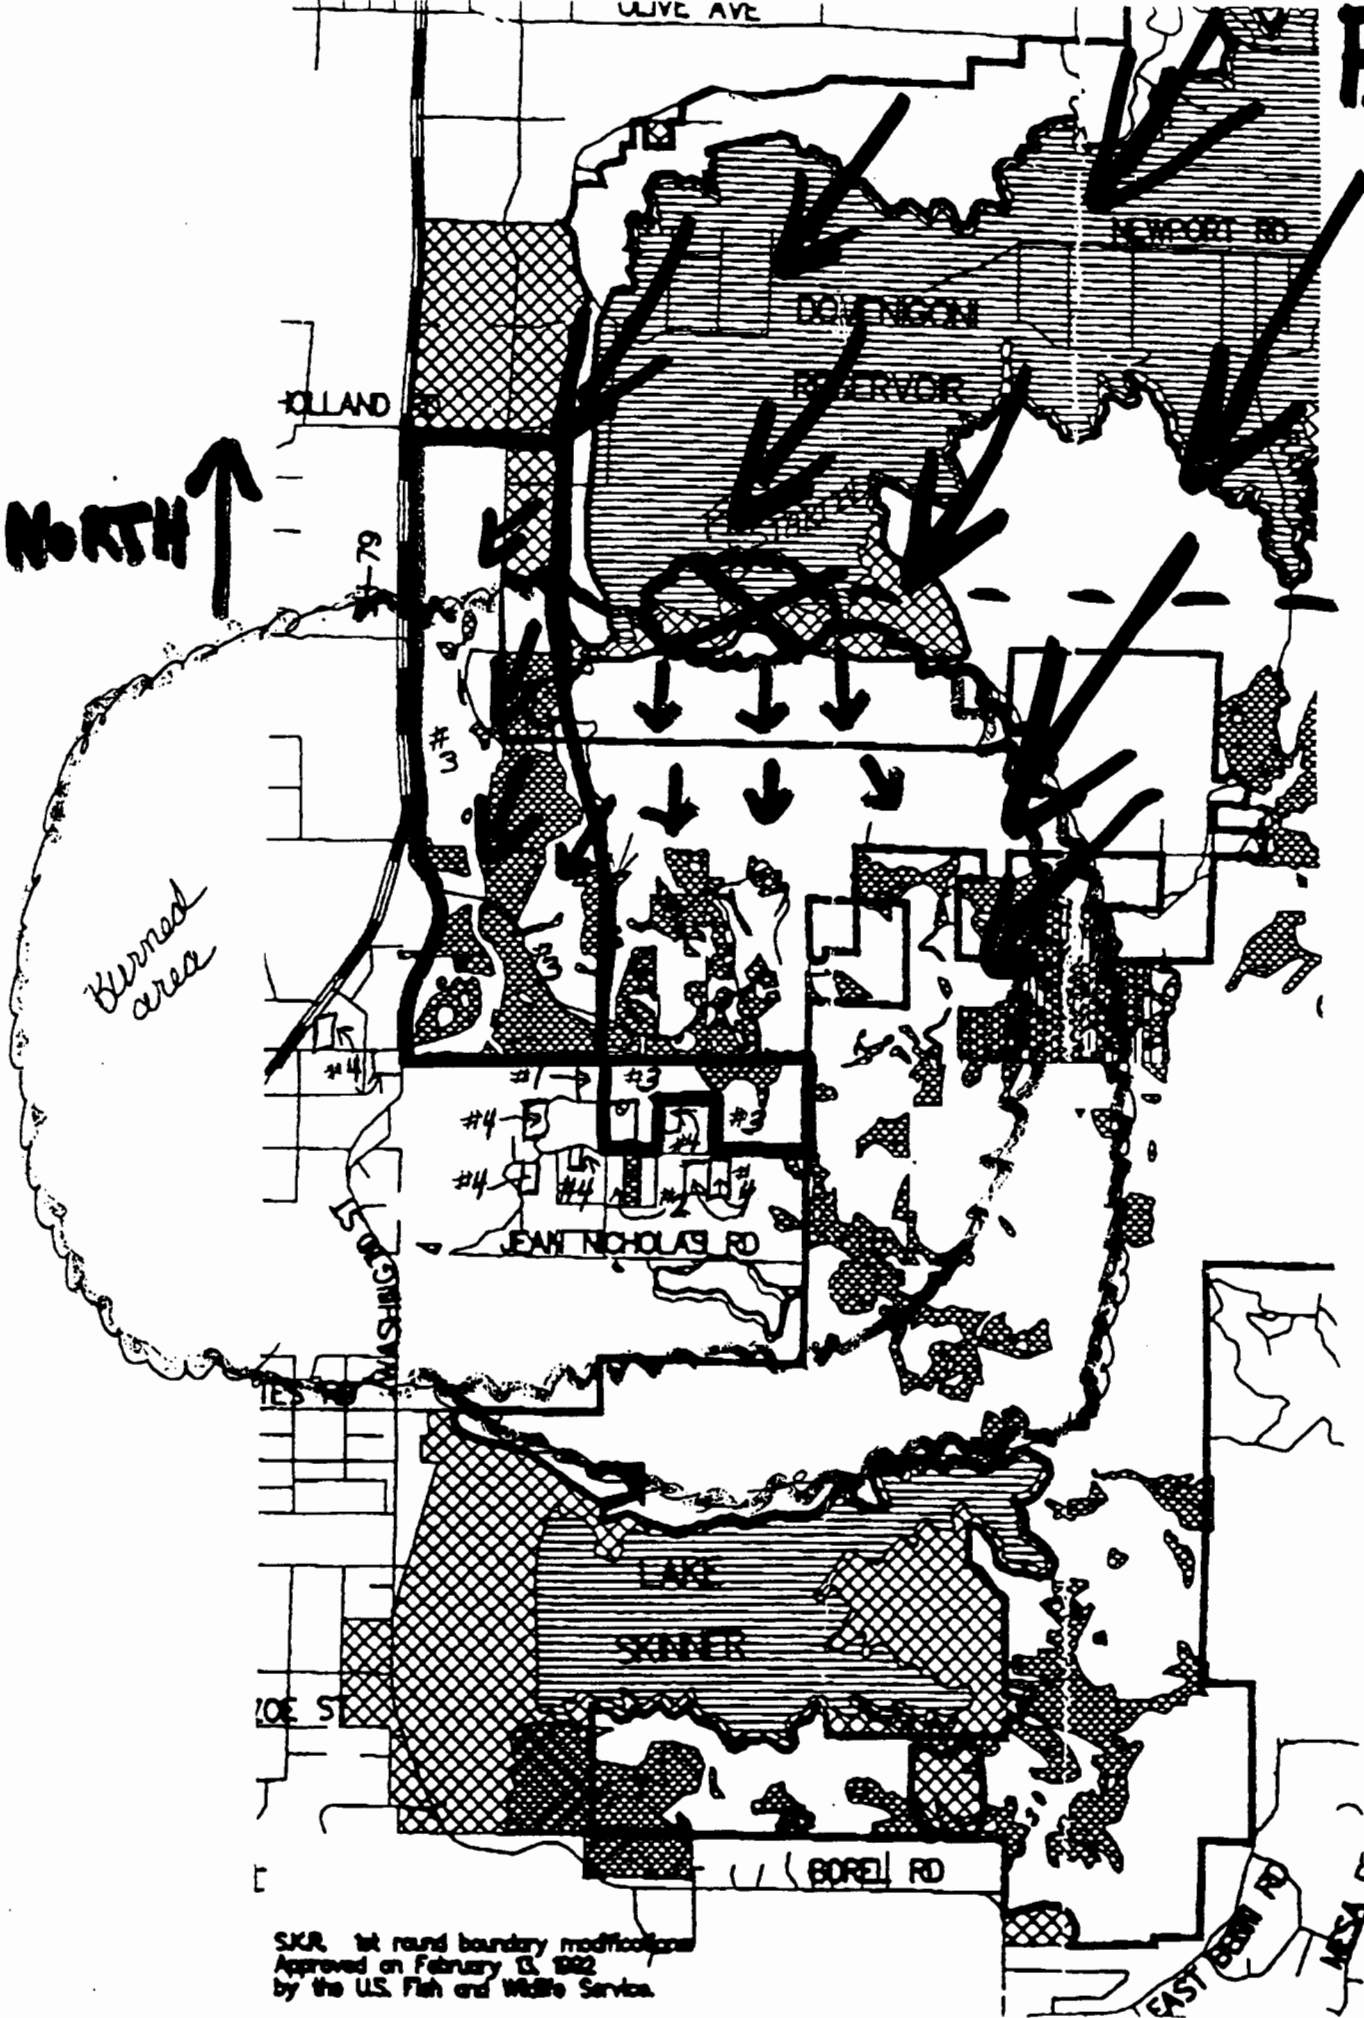 OLIVE AVE
NEWPORT RD
DOMENIGONI
RESERVOIR
HOLLAND
NORTH
79
#
3
Burned
area
3
#4
#1
#3
#4
#4
#3
#4
#4
#2
#4
JEAN NICHOLAS RD
WASHINGTON ST
LAKE
SKINNER
BOREL RD
EAST BENTON RD
MESA
S.K.R. 1st round boundary modifications
Approved on February 13, 1992
by the U.S. Fish and Wildlife Service.